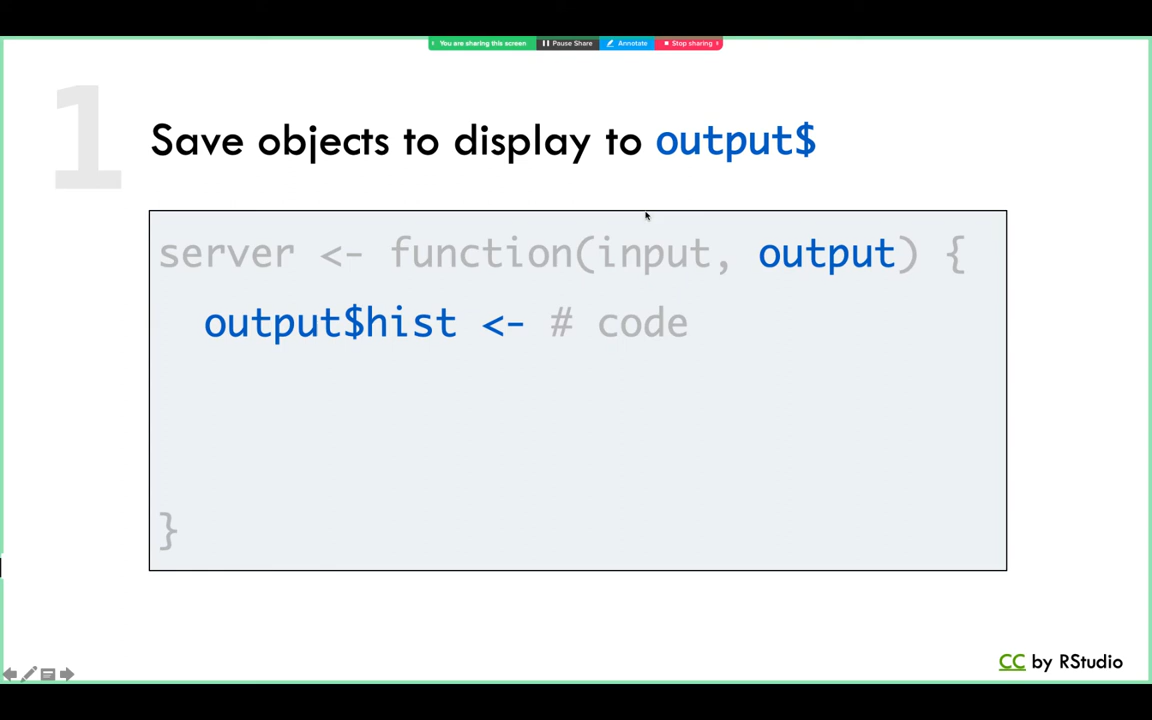 You are sharing this screen
Pause Share
Annotate
Stop sharing
1
Save objects to display to output$
server <- function(input, output) {
output$hist <- # code
}
CC by RStudio